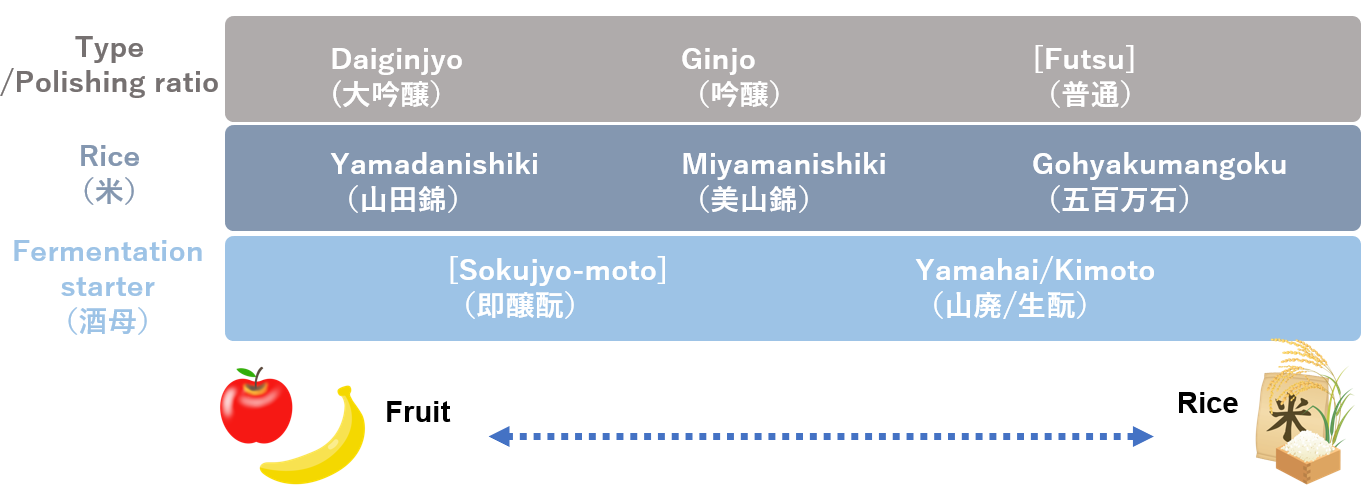 Type
/Polishing ratio
Daiginjyo
(大吟醸)
Ginjo
(吟醸)
[Futsu]
(普通)
Rice
(米)
Yamadanishiki
(山田錦)
Miyamanishiki
(美山錦)
Gohyakumangoku
(五百万石)
Fermentation
starter
(酒母)
[Sokujyo-moto]
(即醸酛)
Yamahai/Kimoto
(山廃/生酛)
Fruit
Rice
米